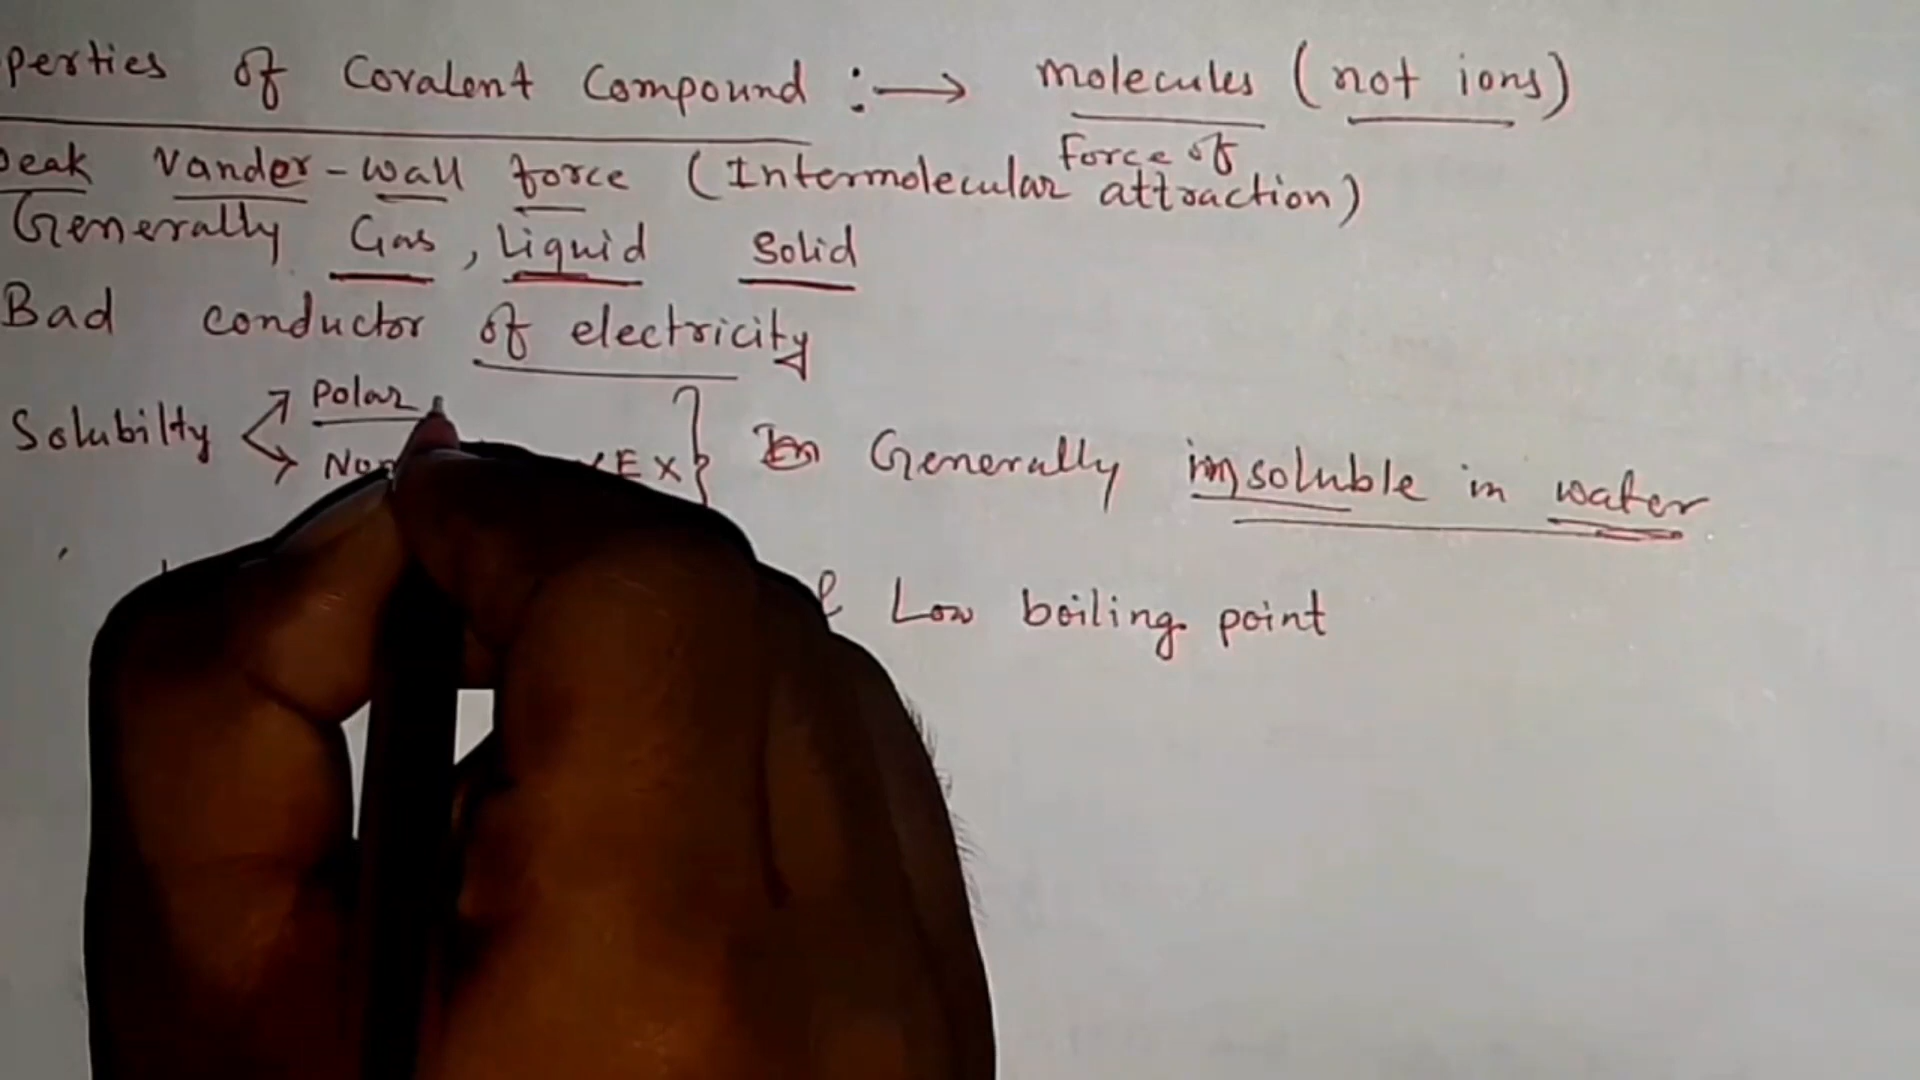 perties of Covalent Compound :→ molecules (not ions)
eak Vander-wall force (Intermolecular force of attraction)
Generally Gas, Liquid Solid
Bad conductor of electricity
Solubilty Polar
Generally insoluble in water
& Low boiling point